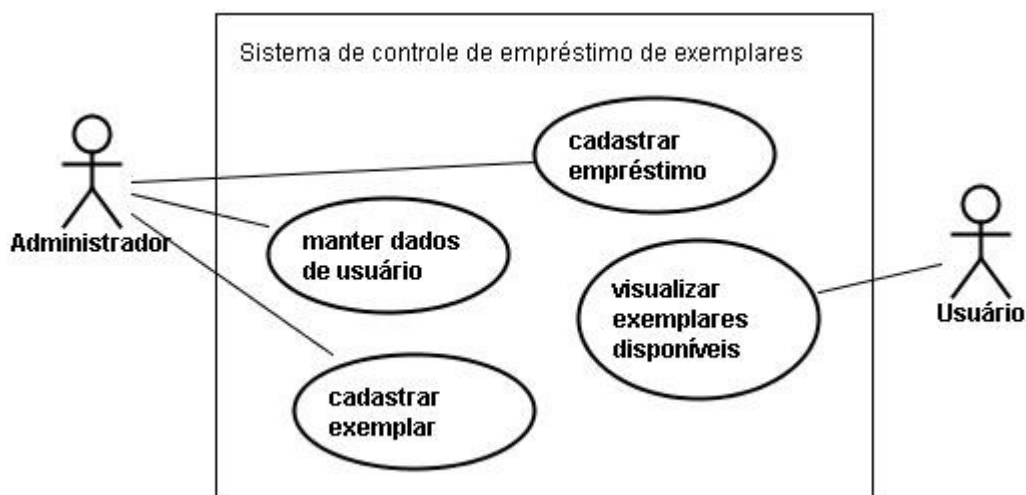 Sistema de controle de empréstimo de exemplares
cadastrar
empréstimo
Administrador
manter dados
de usuário
visualizar
exemplares
disponíveis
Usuário
cadastrar
exemplar